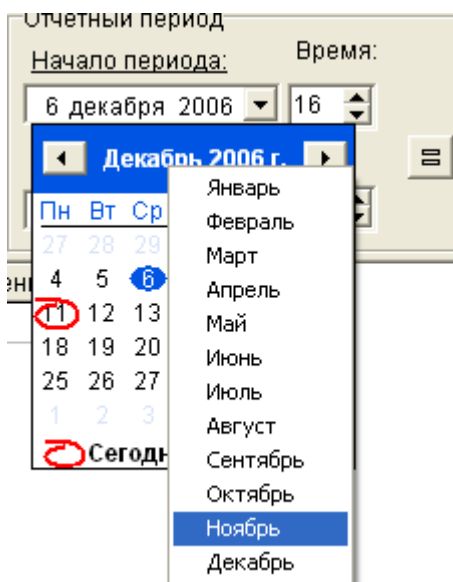 Отчетный период
Начало периода:
Время:
6 декабря 2006
16
Декабрь 2006 г.
Пн Вт Ср
27 28 29
4 5 6
11 12 13
18 19 20
25 26 27
1 2 3
Январь
Февраль
Март
Апрель
Май
Июнь
Июль
Август
Сентябрь
Октябрь
Ноябрь
Декабрь